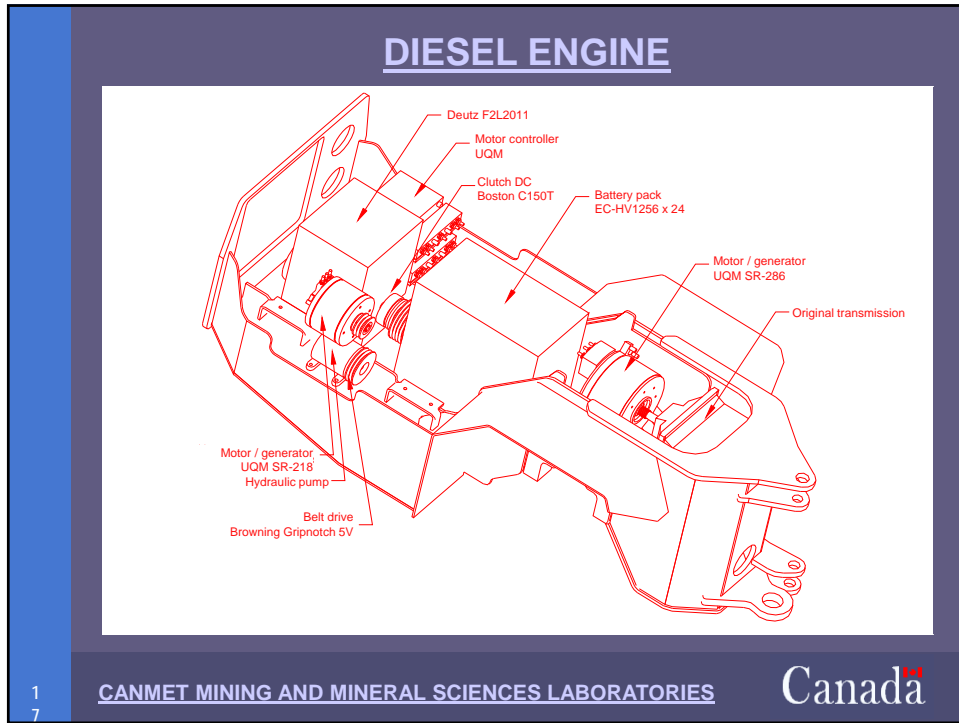 DIESEL ENGINE
Deutz F2L2011
Motor controller
UQM
Clutch DC
Boston C150T
Battery pack
EC-HV1256 x 24
Motor / generator
UQM SR-286
Original transmission
Motor / generator
UQM SR-218
Hydraulic pump
Belt drive
Browning Gripnotch 5V
1
7
CANMET MINING AND MINERAL SCIENCES LABORATORIES
Canada